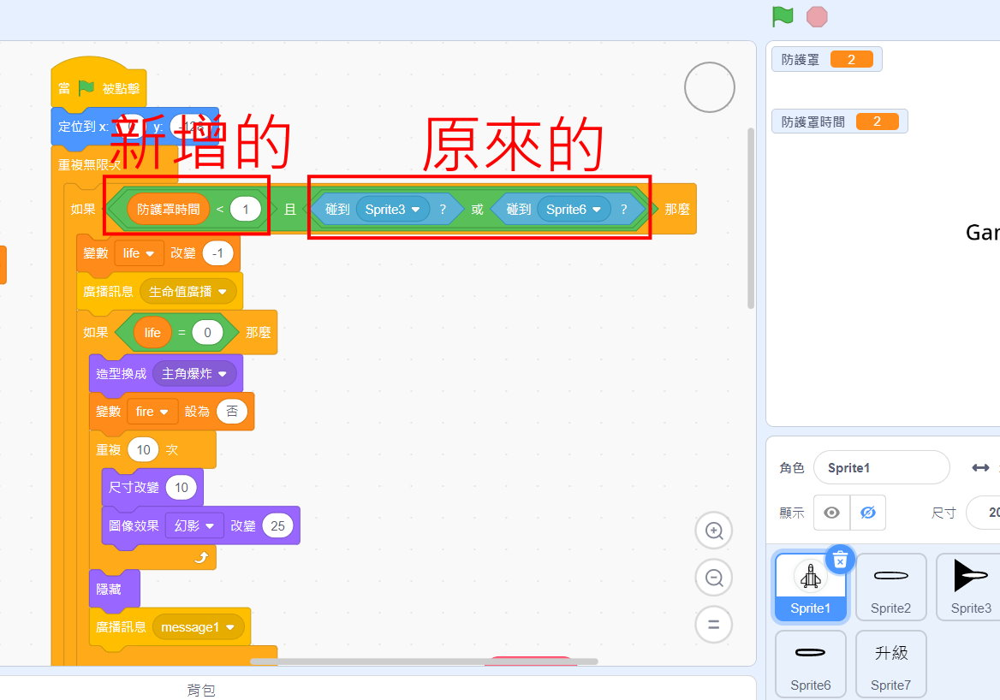 當 被點擊
定位到 x: y: -128
重複無限次
新增的
原來的
如果 防護罩時間 < 1 且 碰到 Sprite3 ? 或 碰到 Sprite6 ? 那麼
變數 life 改變 -1
廣播訊息 生命值廣播
如果 life = 0 那麼
造型換成 主角爆炸
變數 fire 設為 否
重複 10 次
尺寸改變 10
圖像效果 幻影 改變 25
隱藏
廣播訊息 message1
背包
防護罩 2
防護罩時間 2
角色 Sprite1
顯示 尺寸
Sprite1
Sprite2
Sprite3
Sprite6
升級
Sprite7